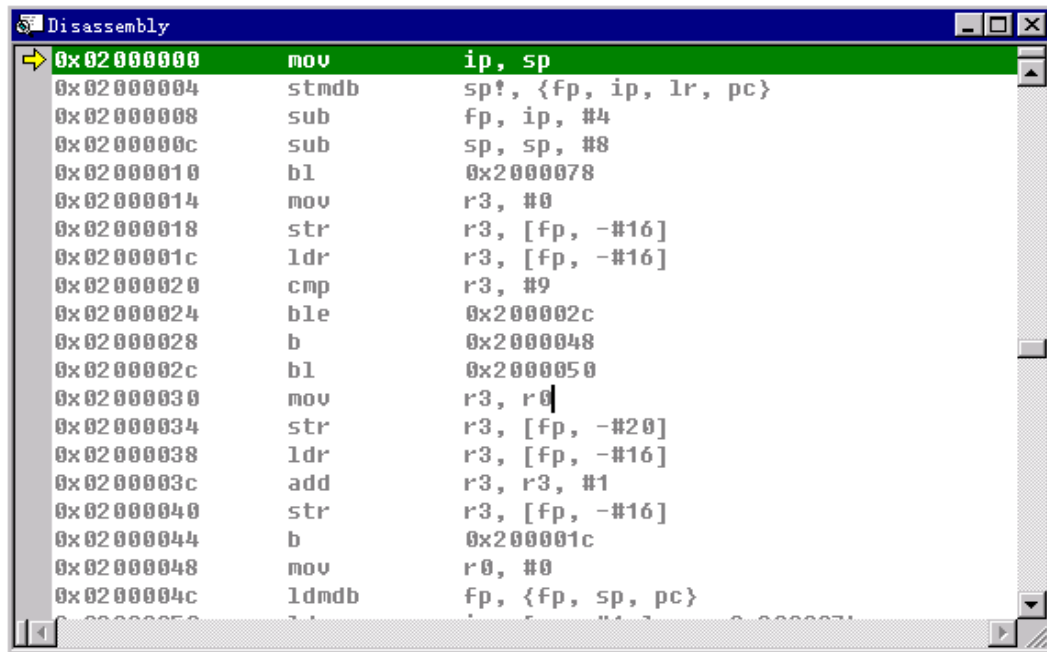 Disassembly
0x02000000 mov ip, sp
0x02000004 stmdb sp!, {fp, ip, lr, pc}
0x02000008 sub fp, ip, #4
0x0200000c sub sp, sp, #8
0x02000010 bl 0x2000078
0x02000014 mov r3, #0
0x02000018 str r3, [fp, -#16]
0x0200001c ldr r3, [fp, -#16]
0x02000020 cmp r3, #9
0x02000024 ble 0x200002c
0x02000028 b 0x2000048
0x0200002c bl 0x2000050
0x02000030 mov r3, r0
0x02000034 str r3, [fp, -#20]
0x02000038 ldr r3, [fp, -#16]
0x0200003c add r3, r3, #1
0x02000040 str r3, [fp, -#16]
0x02000044 b 0x200001c
0x02000048 mov r0, #0
0x0200004c ldmdb fp, {fp, sp, pc}